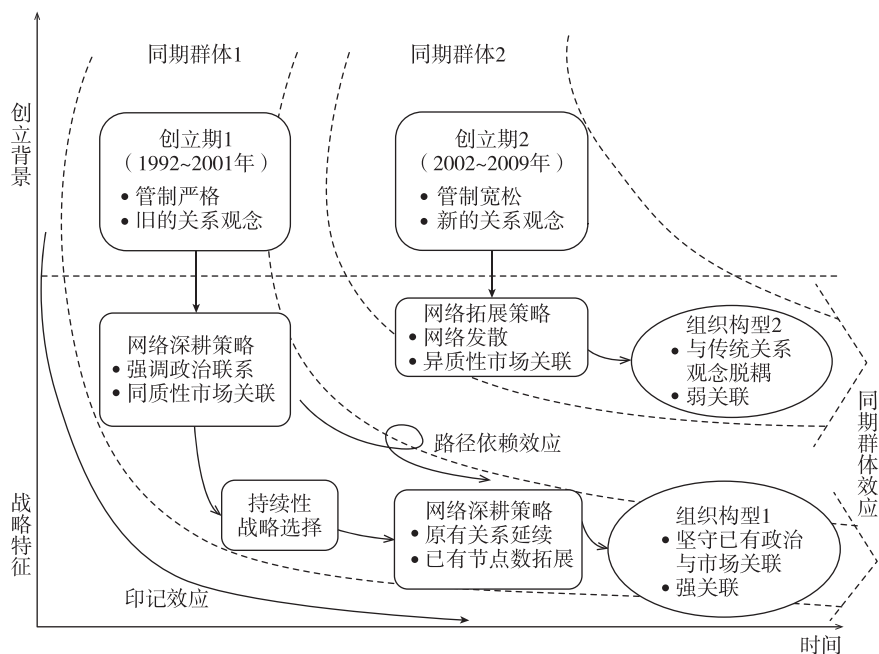 同期群体1
同期群体2
创立背景
创立期1
（1992~2001年）
• 管制严格
• 旧的关系观念
创立期2
（2002~2009年）
• 管制宽松
• 新的关系观念
网络深耕策略
• 强调政治联系
• 同质性市场关联
网络拓展策略
• 网络发散
• 异质性市场关联
组织构型2
• 与传统关系
观念脱耦
• 弱关联
同期群体效应
路径依赖效应
战略特征
持续性
战略选择
网络深耕策略
• 原有关系延续
• 已有节点数拓展
组织构型1
• 坚守已有政治
与市场关联
• 强关联
印记效应
时间